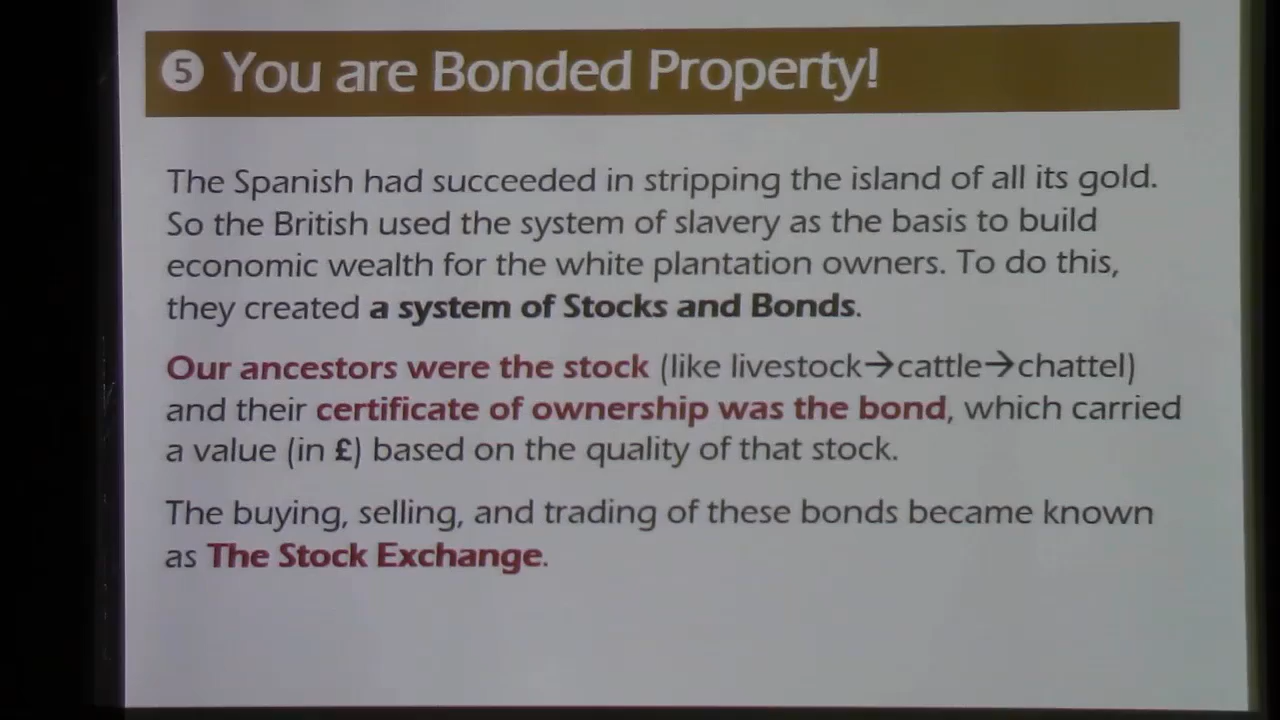 ❺ You are Bonded Property!
The Spanish had succeeded in stripping the island of all its gold.
So the British used the system of slavery as the basis to build
economic wealth for the white plantation owners. To do this,
they created a system of Stocks and Bonds.
Our ancestors were the stock (like livestock→cattle→chattel)
and their certificate of ownership was the bond, which carried
a value (in £) based on the quality of that stock.
The buying, selling, and trading of these bonds became known
as The Stock Exchange.